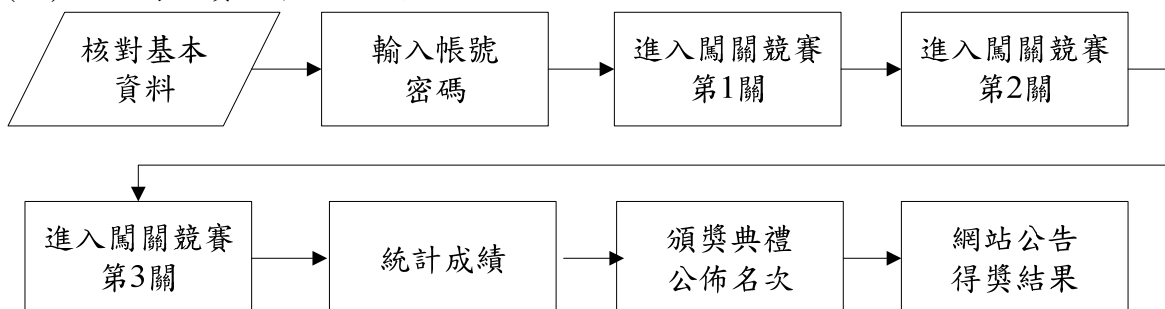 核對基本
資料
輸入帳號
密碼
進入闖關競賽
第1關
進入闖關競賽
第2關
進入闖關競賽
第3關
統計成績
頒獎典禮
公佈名次
網站公告
得獎結果